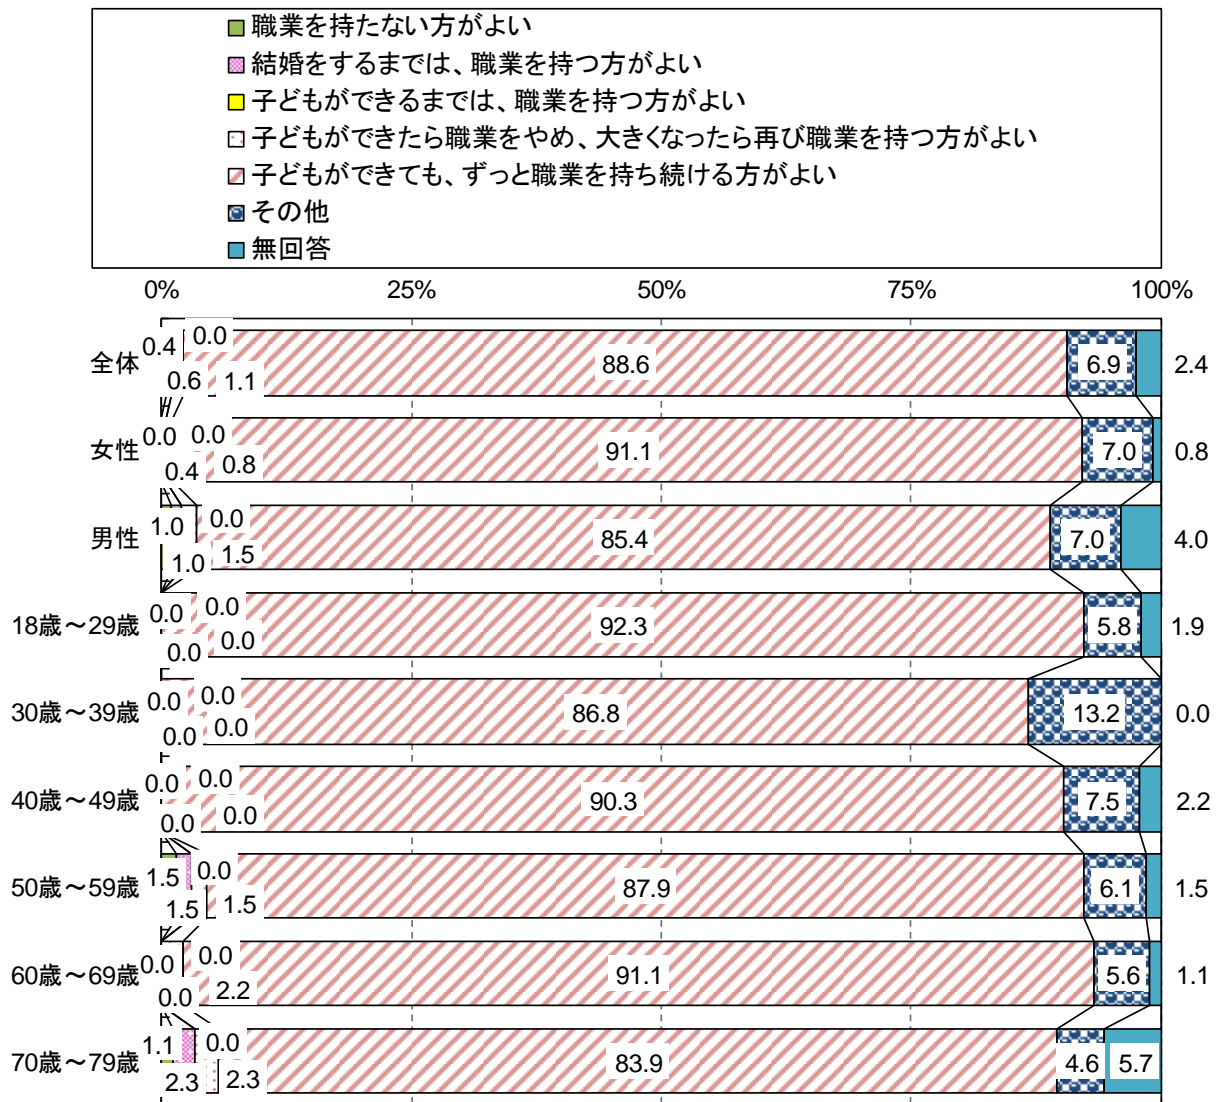 職業を持たない方がよい
結婚をするまでは、職業を持つ方がよい
子どもができるまでは、職業を持つ方がよい
子どもができたら職業をやめ、大きくなったら再び職業を持つ方がよい
子どもができても、ずっと職業を持ち続ける方がよい
その他
無回答
0% 25% 50% 75% 100%
全体 0.4 0.6 0.0 1.1 88.6 6.9 2.4
女性 0.0 0.4 0.0 0.8 91.1 7.0 0.8
男性 1.0 1.0 0.0 1.5 85.4 7.0 4.0
18歳～29歳 0.0 0.0 0.0 0.0 92.3 5.8 1.9
30歳～39歳 0.0 0.0 0.0 0.0 86.8 13.2 0.0
40歳～49歳 0.0 0.0 0.0 0.0 90.3 7.5 2.2
50歳～59歳 1.5 1.5 0.0 1.5 87.9 6.1 1.5
60歳～69歳 0.0 0.0 0.0 2.2 91.1 5.6 1.1
70歳～79歳 1.1 2.3 0.0 2.3 83.9 4.6 5.7